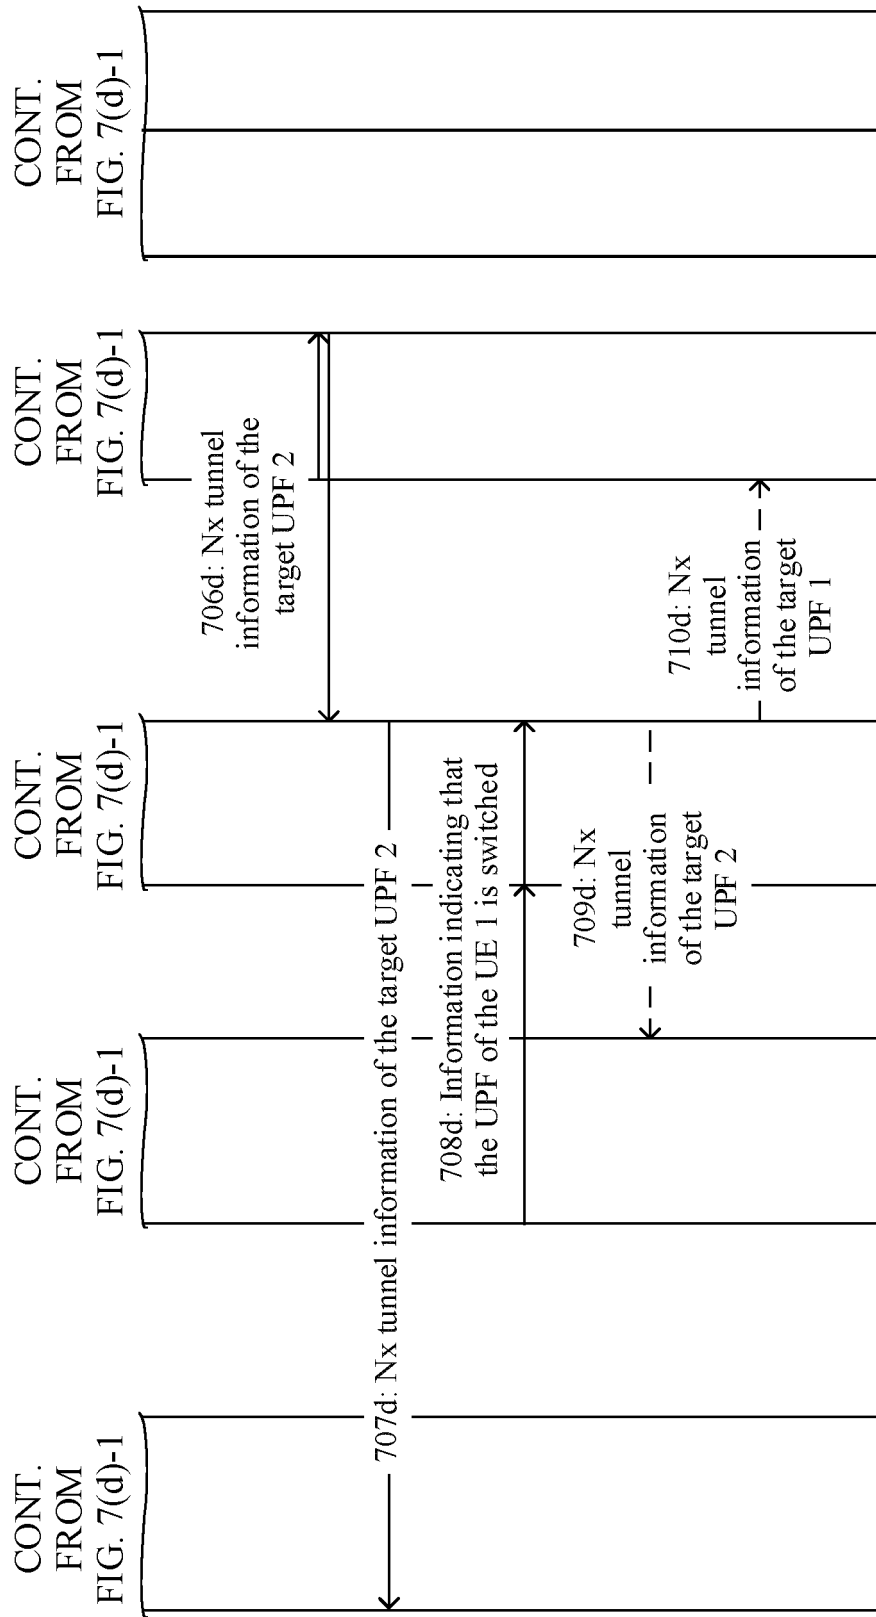 CONT.
FROM
FIG. 7(d)-1
CONT.
FROM
FIG. 7(d)-1
CONT.
FROM
FIG. 7(d)-1
CONT.
FROM
FIG. 7(d)-1
CONT.
FROM
FIG. 7(d)-1
706d: Nx tunnel
information of the
target UPF 2
707d: Nx tunnel information of the target UPF 2
708d: Information indicating that
the UPF of the UE 1 is switched
709d: Nx
tunnel
information
of the target
UPF 2
710d: Nx
tunnel
information
of the target
UPF 1